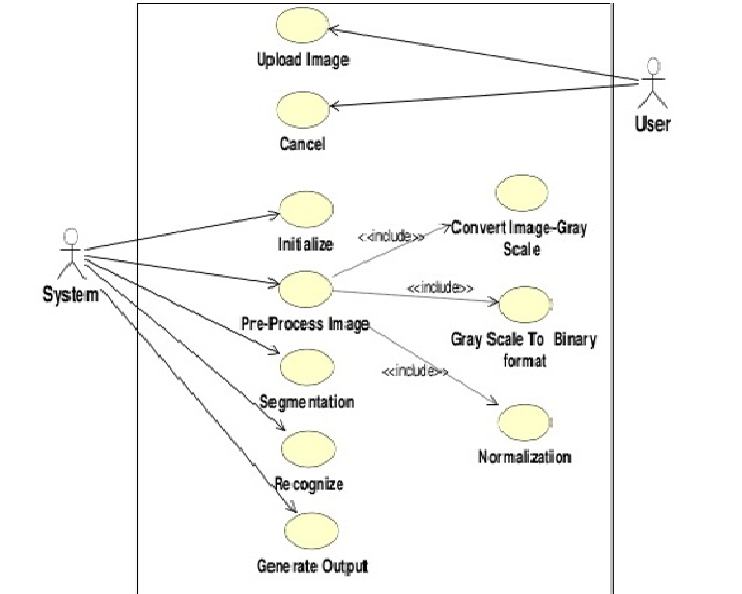 Upload Image
Cancel
User
Initialize
<<include>>
Convert Image-Gray
Scale
System
<<include>>
Pre-Process Image
Gray Scale To Binary
format
<<include>>
Segmentation
Normalization
Recognize
Generate Output